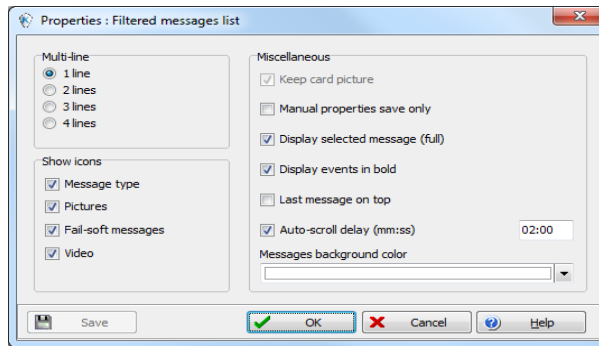 Properties : Filtered messages list
Multi-line
1 line
2 lines
3 lines
4 lines
Show icons
Message type
Pictures
Fail-soft messages
Video
Miscellaneous
Keep card picture
Manual properties save only
Display selected message (full)
Display events in bold
Last message on top
Auto-scroll delay (mm:ss) 02:00
Messages background color
Save OK Cancel Help